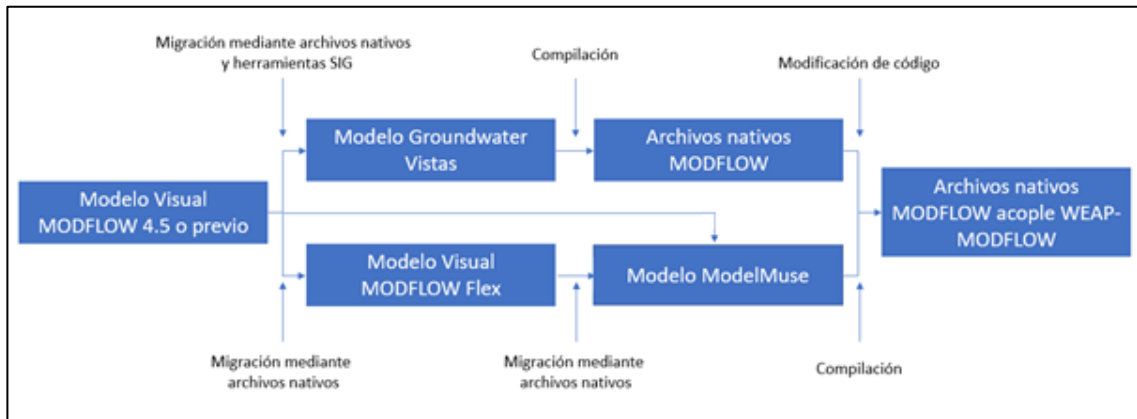 Migración mediante archivos nativos
y herramientas SIG
Compilación
Modificación de código
Modelo Groundwater
Vistas
Archivos nativos
MODFLOW
Modelo Visual
MODFLOW 4.5 o previo
Archivos nativos
MODFLOW acople WEAP-
MODFLOW
Modelo Visual
MODFLOW Flex
Modelo ModelMuse
Migración mediante
archivos nativos
Migración mediante
archivos nativos
Compilación